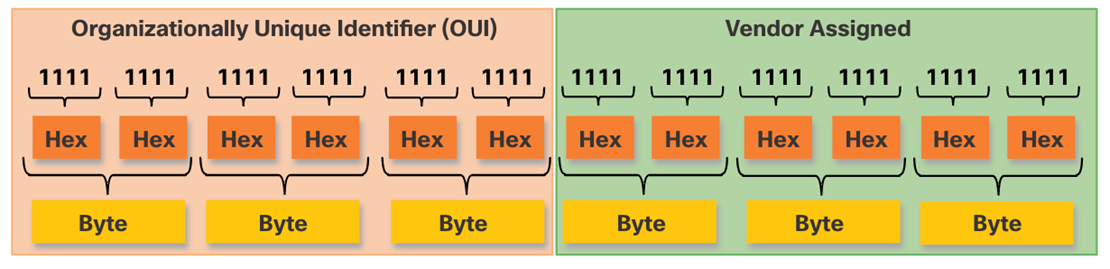 Organizationally Unique Identifier (OUI) Vendor Assigned
1111 1111 1111 1111 1111 1111 1111 1111 1111 1111 1111 1111
Hex Hex Hex Hex Hex Hex Hex Hex Hex Hex Hex Hex
Byte Byte Byte Byte Byte Byte